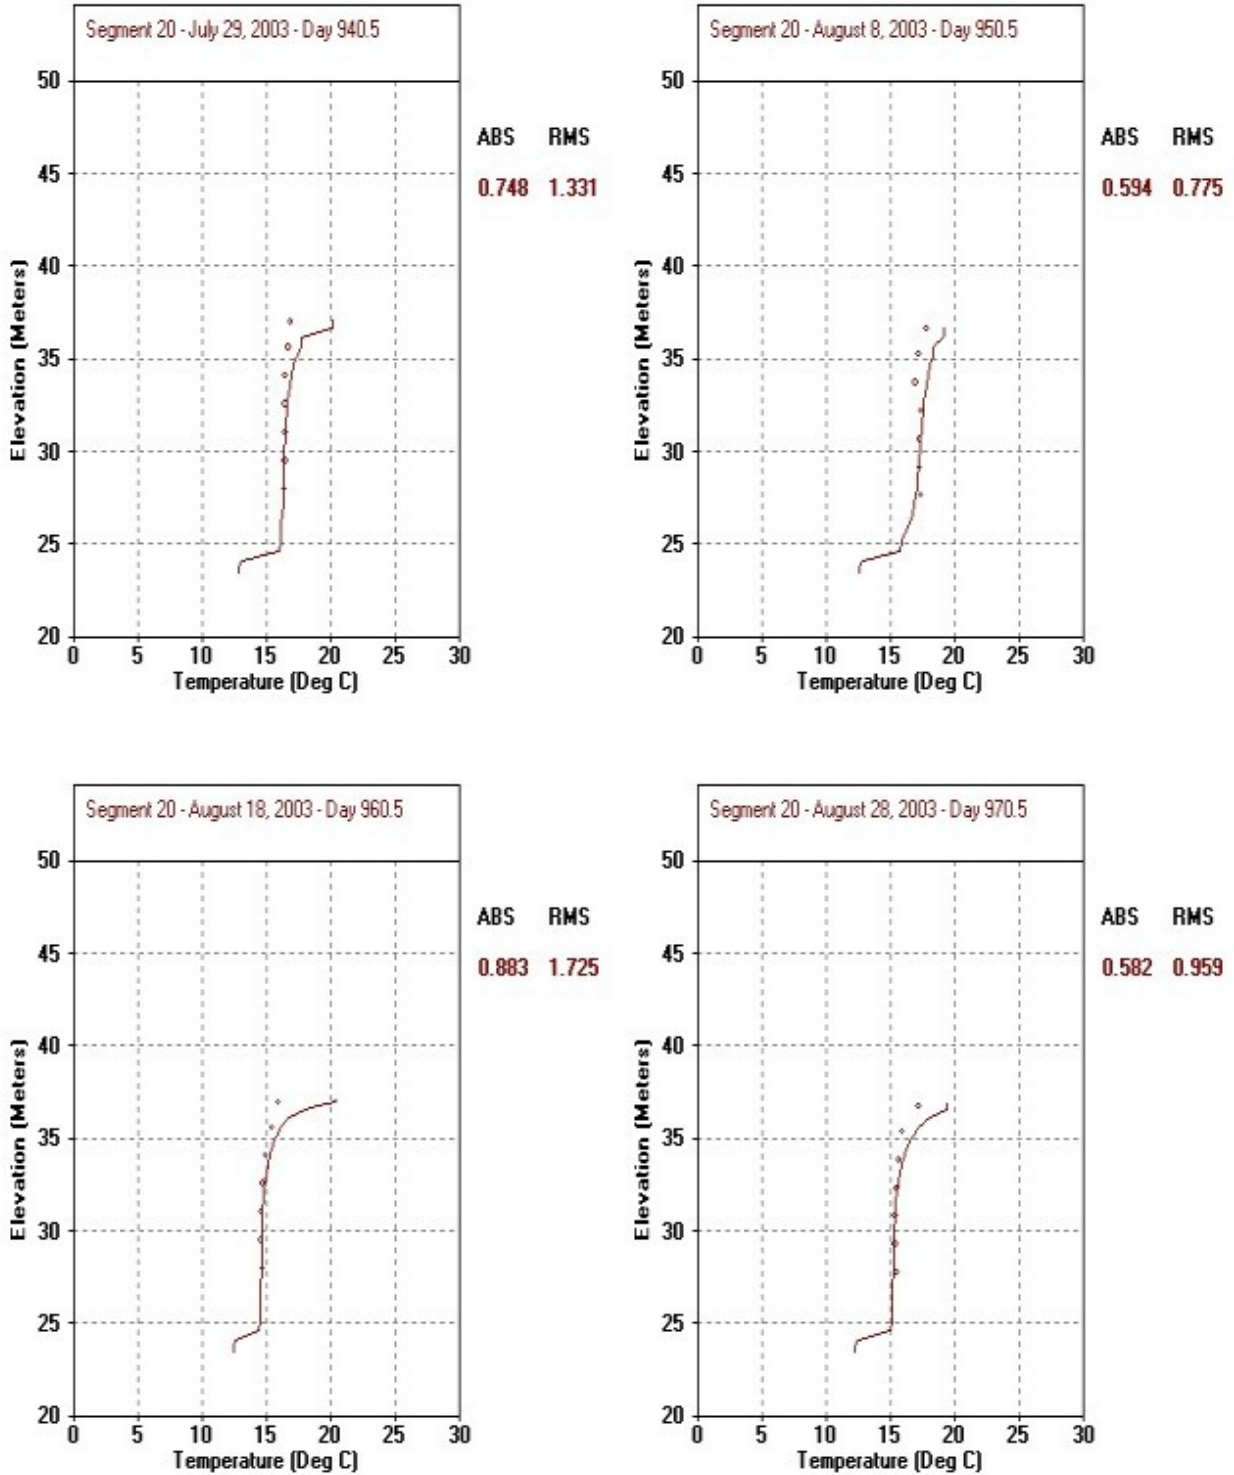 Segment 20 - July 29, 2003 - Day 940.5
50
45
40
35
30
25
20
0 5 10 15 20 25 30
Elevation (Meters)
Temperature (Deg C)
ABS RMS
0.748 1.331
Segment 20 - August 8, 2003 - Day 950.5
50
45
40
35
30
25
20
0 5 10 15 20 25 30
Elevation (Meters)
Temperature (Deg C)
ABS RMS
0.594 0.775
Segment 20 - August 18, 2003 - Day 960.5
50
45
40
35
30
25
20
0 5 10 15 20 25 30
Elevation (Meters)
Temperature (Deg C)
ABS RMS
0.883 1.725
Segment 20 - August 28, 2003 - Day 970.5
50
45
40
35
30
25
20
0 5 10 15 20 25 30
Elevation (Meters)
Temperature (Deg C)
ABS RMS
0.582 0.959